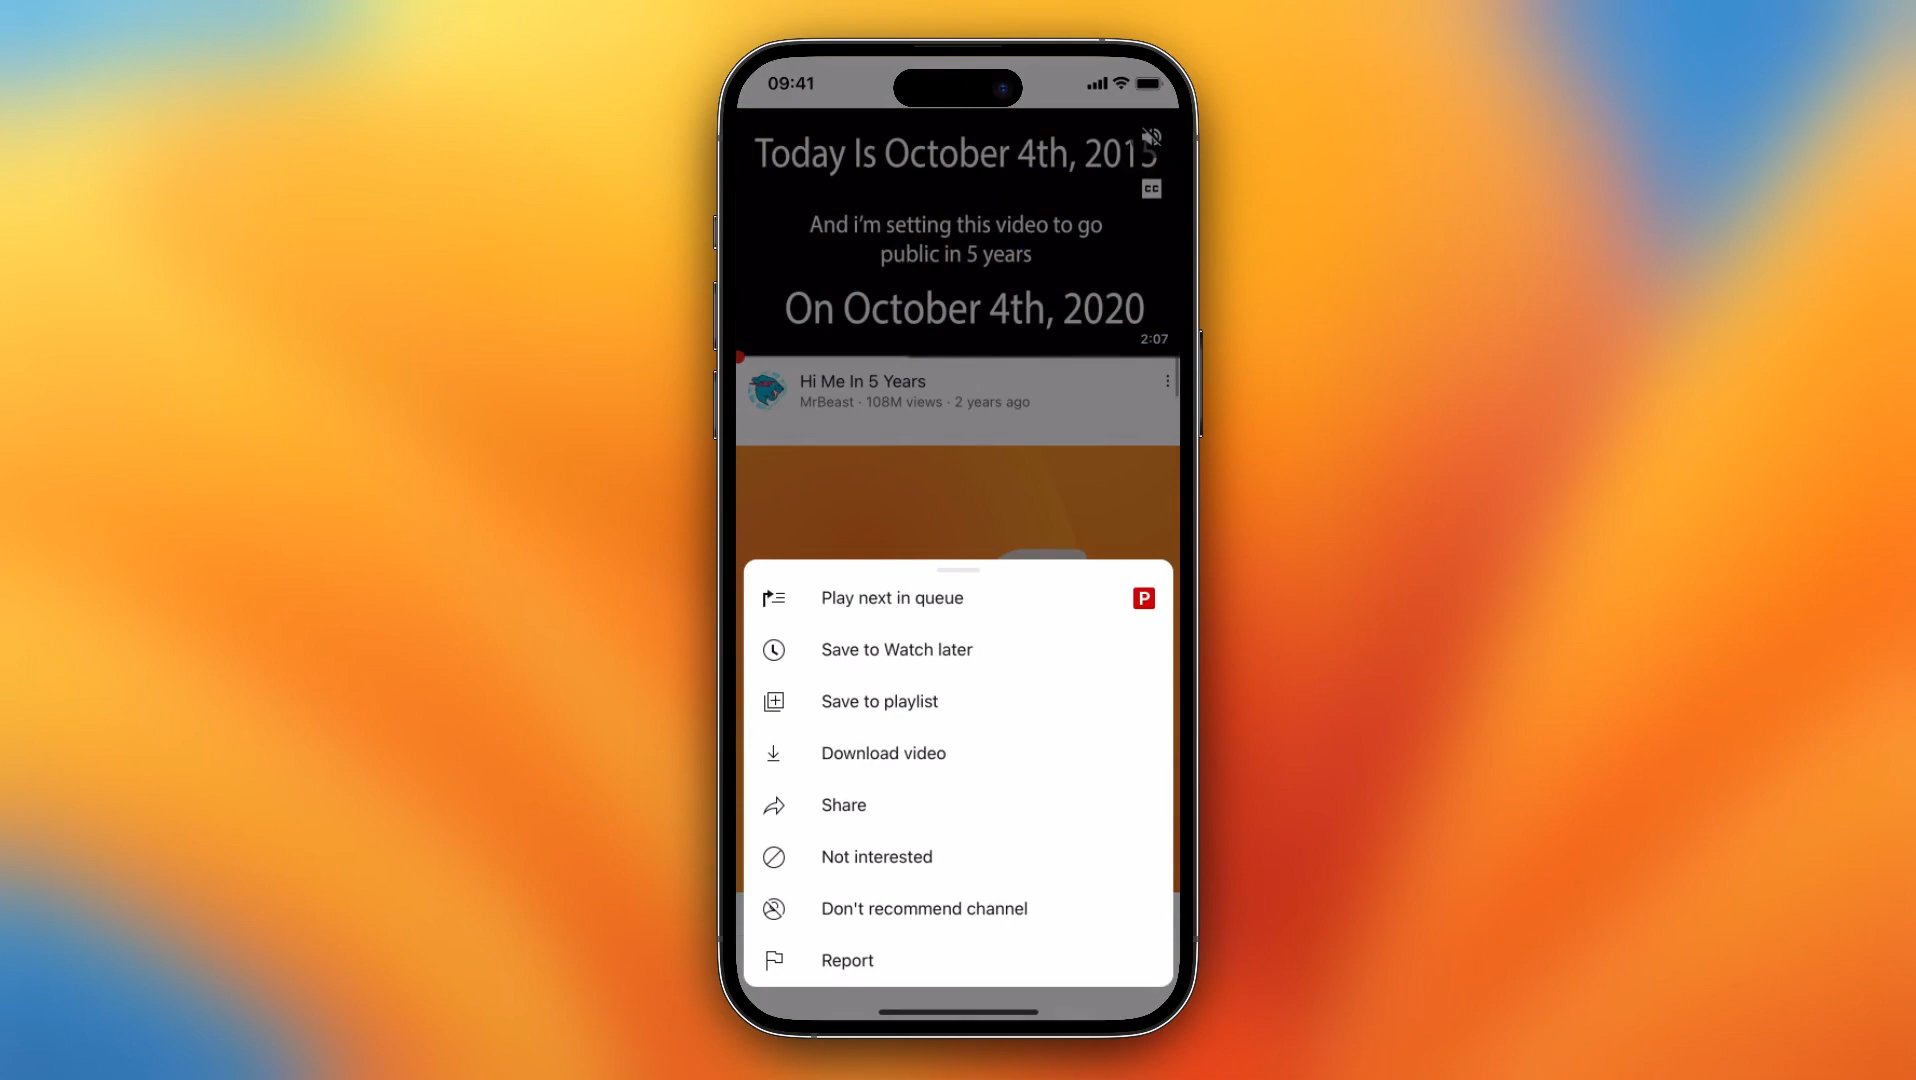 09:41
Today Is October 4th, 2015
CC
And i'm setting this video to go
public in 5 years
On October 4th, 2020
2:07
Hi Me In 5 Years
MrBeast · 108M views · 2 years ago
Play next in queue P
Save to Watch later
Save to playlist
Download video
Share
Not interested
Don't recommend channel
Report